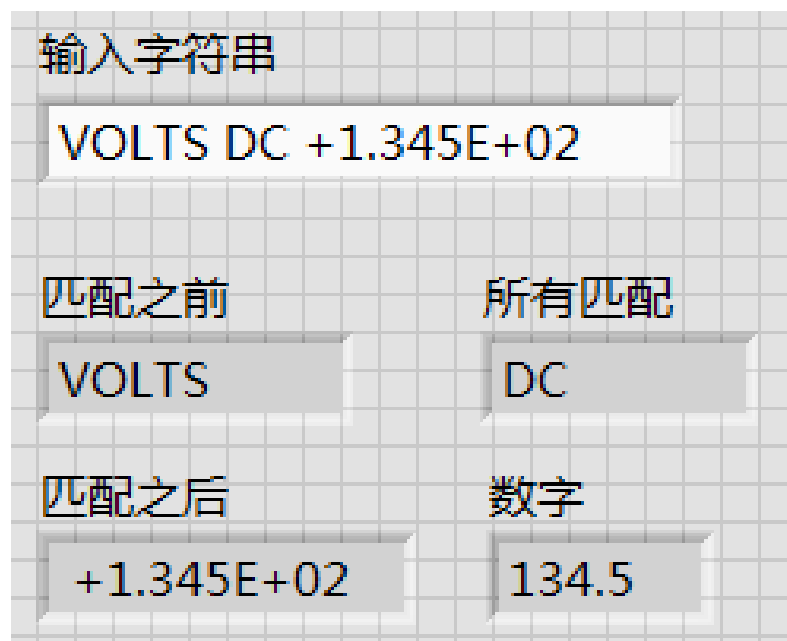 输入字符串
VOLTS DC +1.345E+02
匹配之前
所有匹配
VOLTS
DC
匹配之后
数字
+1.345E+02
134.5